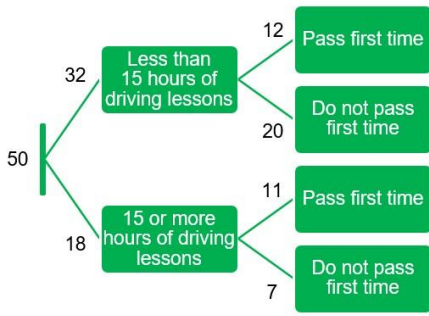 12
Pass first time
32
Less than
15 hours of
driving lessons
20
Do not pass
first time
50
11
Pass first time
18
15 or more
hours of driving
lessons
7
Do not pass
first time